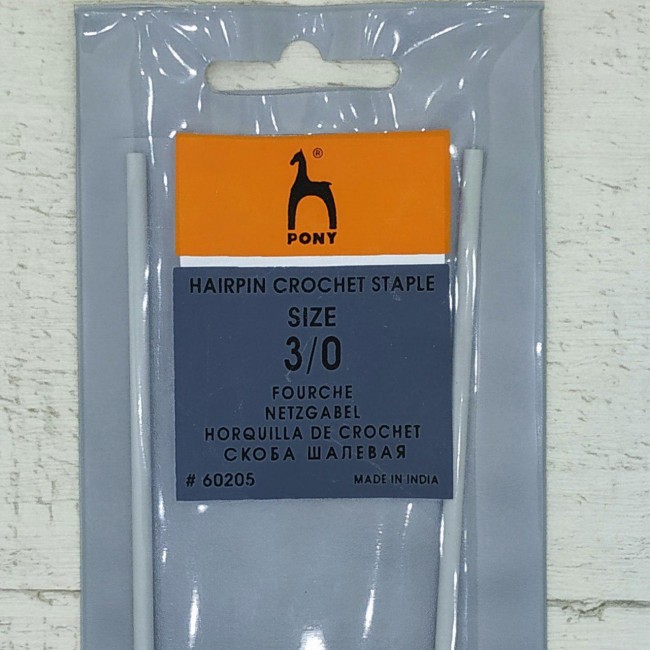 ®
PONY
HAIRPIN CROCHET STAPLE
SIZE
3/0
FOURCHE
NETZGABEL
HORQUILLA DE CROCHET
СКОБА ШАЛЕВАЯ
# 60205 MADE IN INDIA